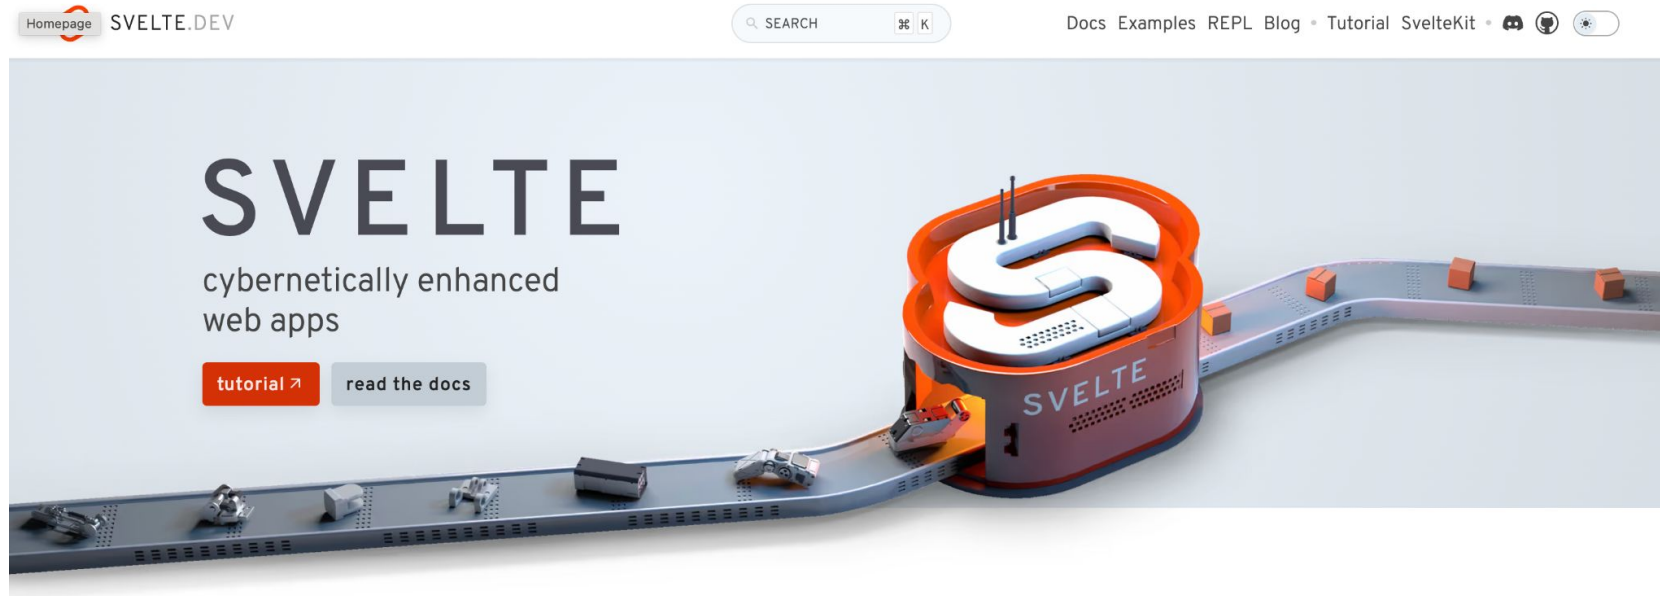 Homepage
SVELTE.DEV
SEARCH
⌘ K
Docs Examples REPL Blog • Tutorial SvelteKit •
SVELTE
cybernetically enhanced
web apps
tutorial ↗
read the docs
SVELTE